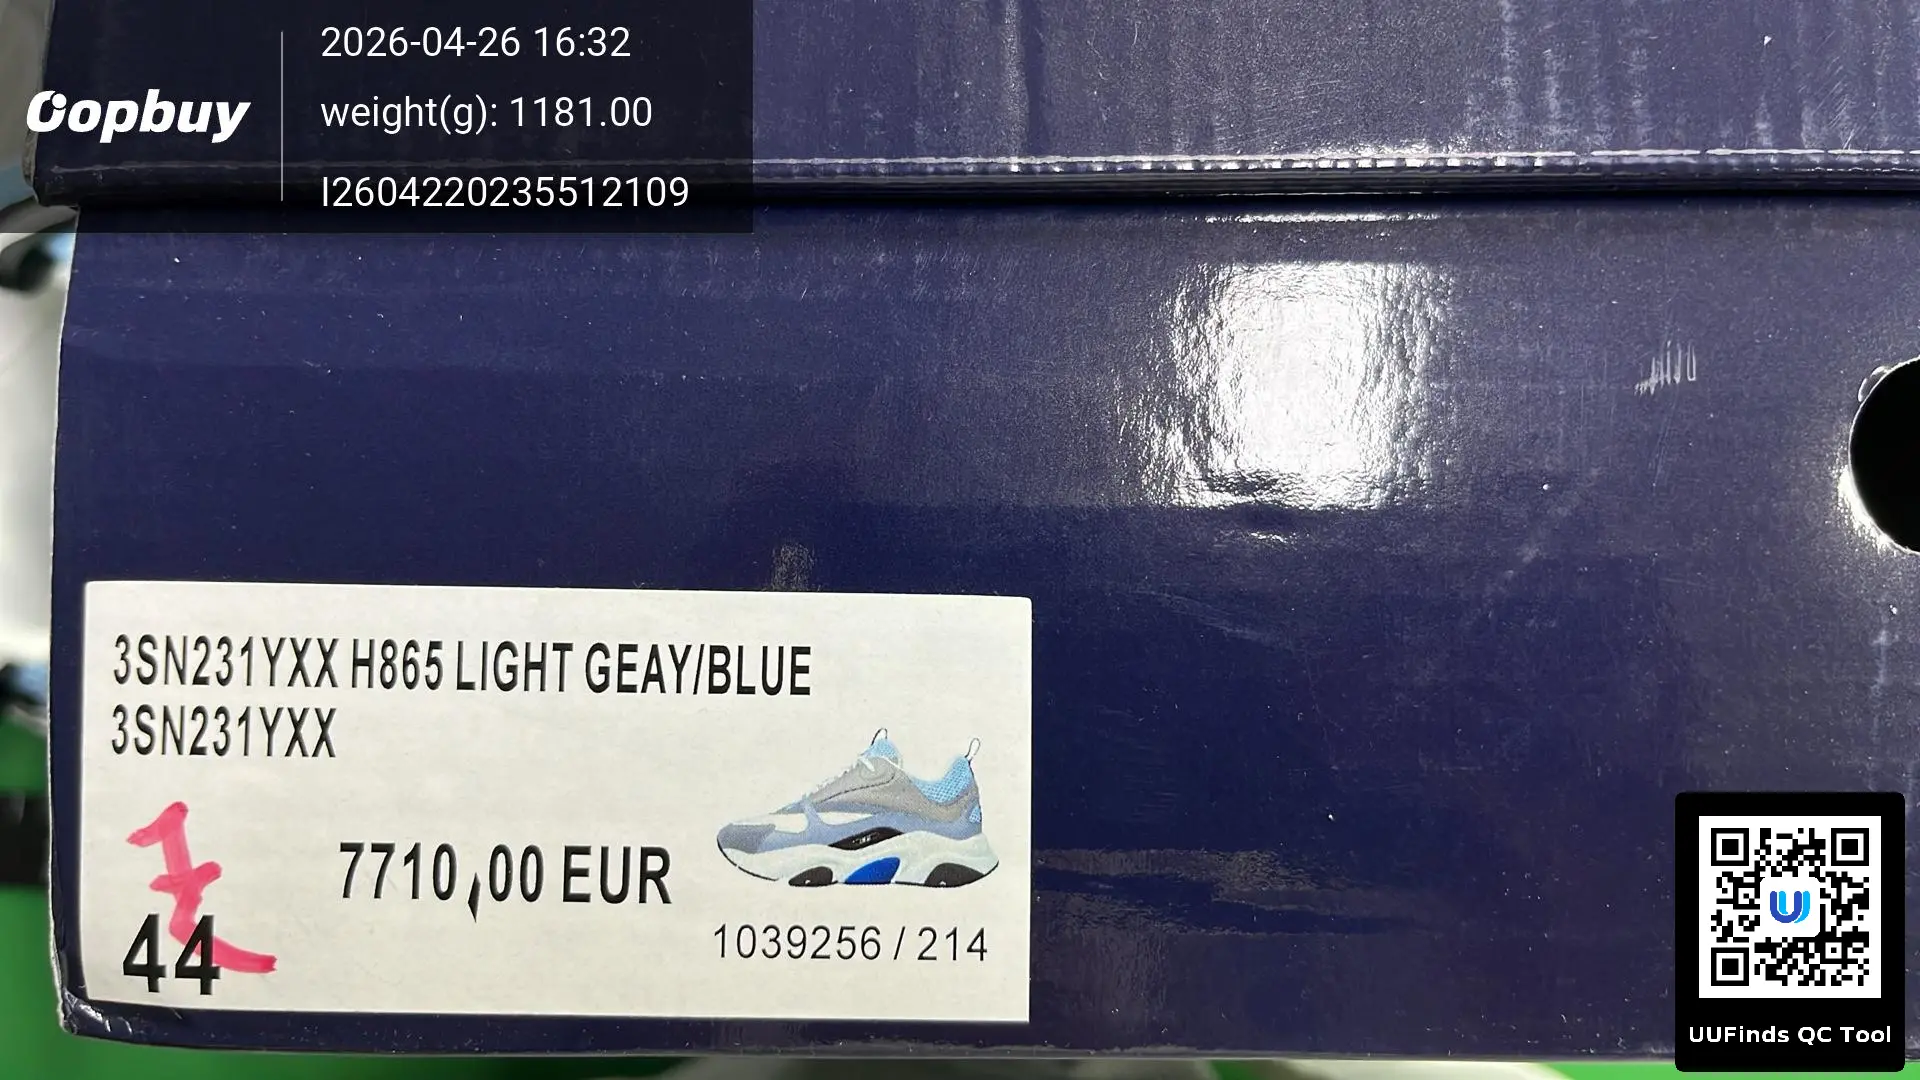 oopbuy
2026-04-26 16:32
weight(g): 1181.00
I2604220235512109
3SN231YXX H865 LIGHT GEAY/BLUE
3SN231YXX
7710,00 EUR
44
1039256 / 214
UUFinds QC Tool